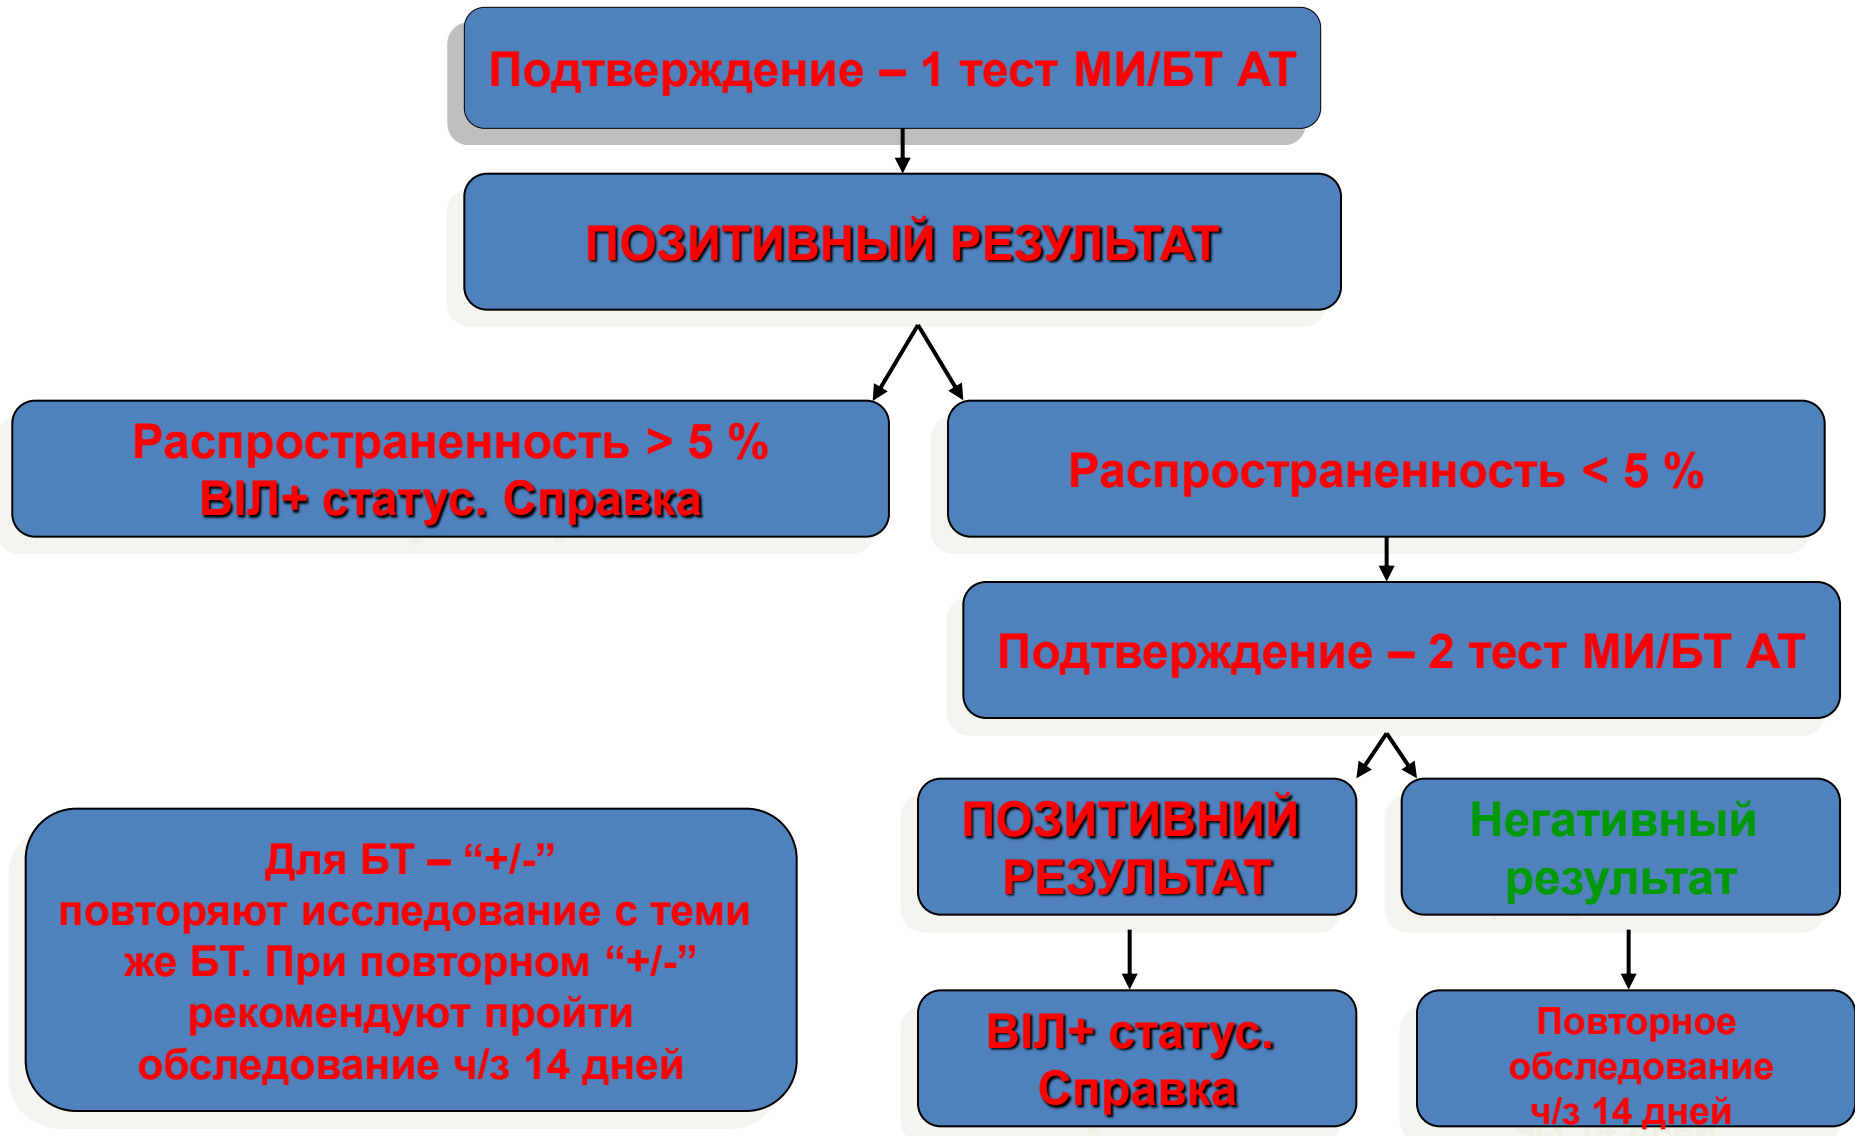 Подтверждение – 1 тест МИ/БТ АТ
ПОЗИТИВНЫЙ РЕЗУЛЬТАТ
Распространенность > 5 %
ВІЛ+ статус. Справка
Распространенность < 5 %
Подтверждение – 2 тест МИ/БТ АТ
ПОЗИТИВНИЙ
РЕЗУЛЬТАТ
Негативный
результат
Для БТ – “+/-”
повторяют исследование с теми
же БТ. При повторном “+/-”
рекомендуют пройти
обследование ч/з 14 дней
ВІЛ+ статус.
Справка
Повторное
обследование
ч/з 14 дней